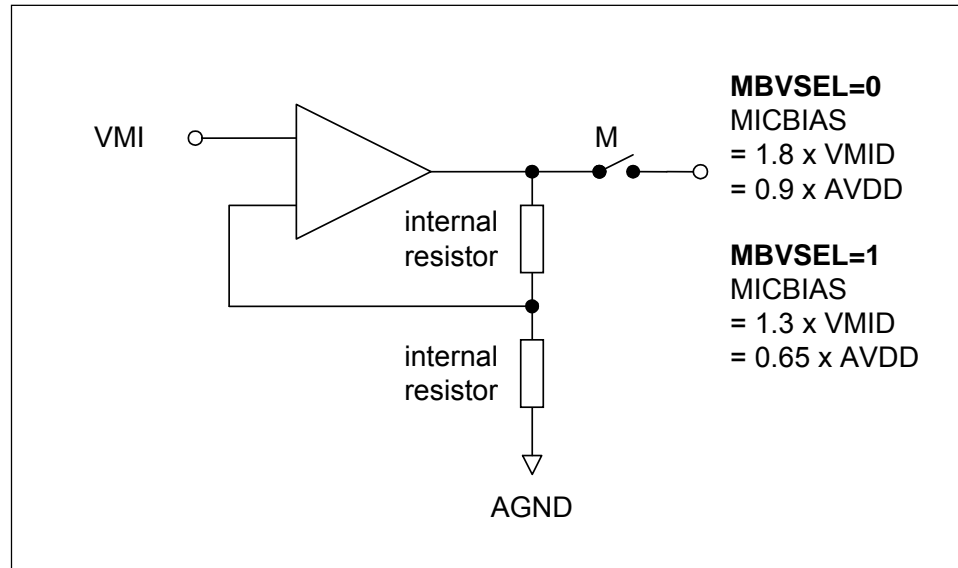 VMI
M
internal
resistor
internal
resistor
AGND
MBVSEL=0
MICBIAS
= 1.8 x VMID
= 0.9 x AVDD
MBVSEL=1
MICBIAS
= 1.3 x VMID
= 0.65 x AVDD